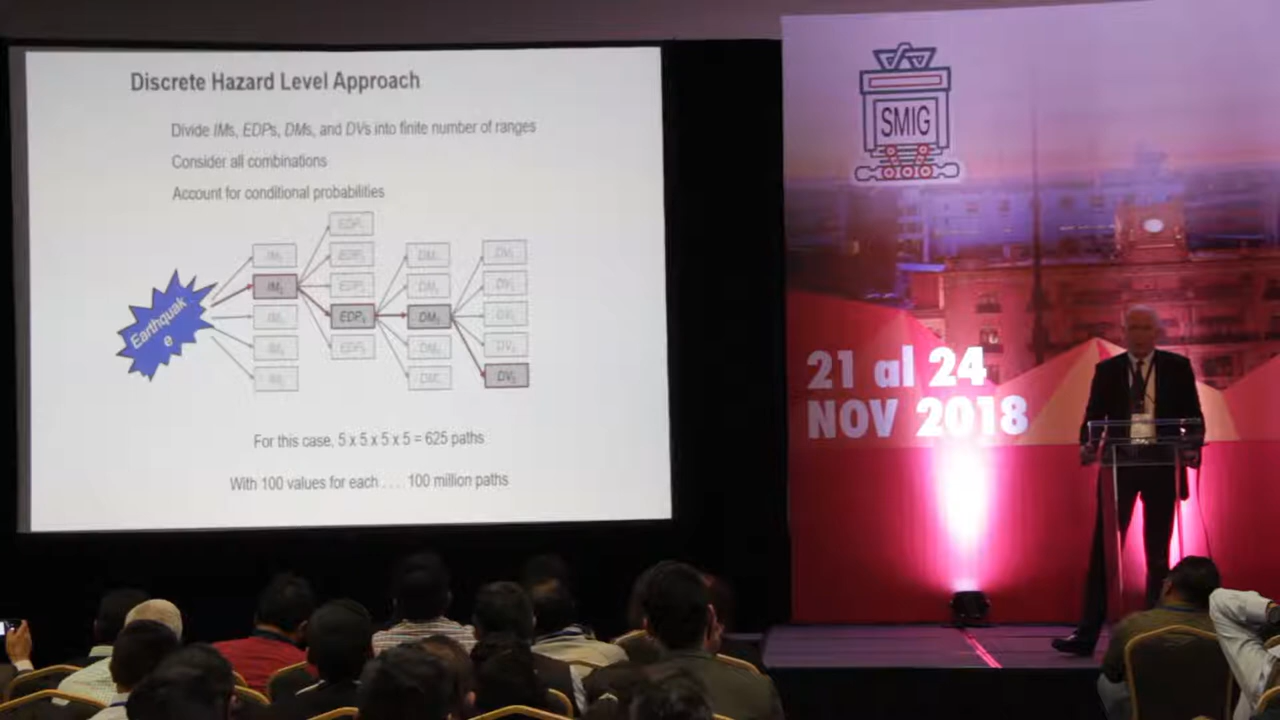 Discrete Hazard Level Approach
Divide IMs, EDPs, DMs, and DVs into finite number of ranges
Consider all combinations
Account for conditional probabilities
Earthquak
e
For this case, 5 x 5 x 5 x 5 = 625 paths
With 100 values for each . . . . 100 million paths
SMIG
21 al 24
NOV 2018